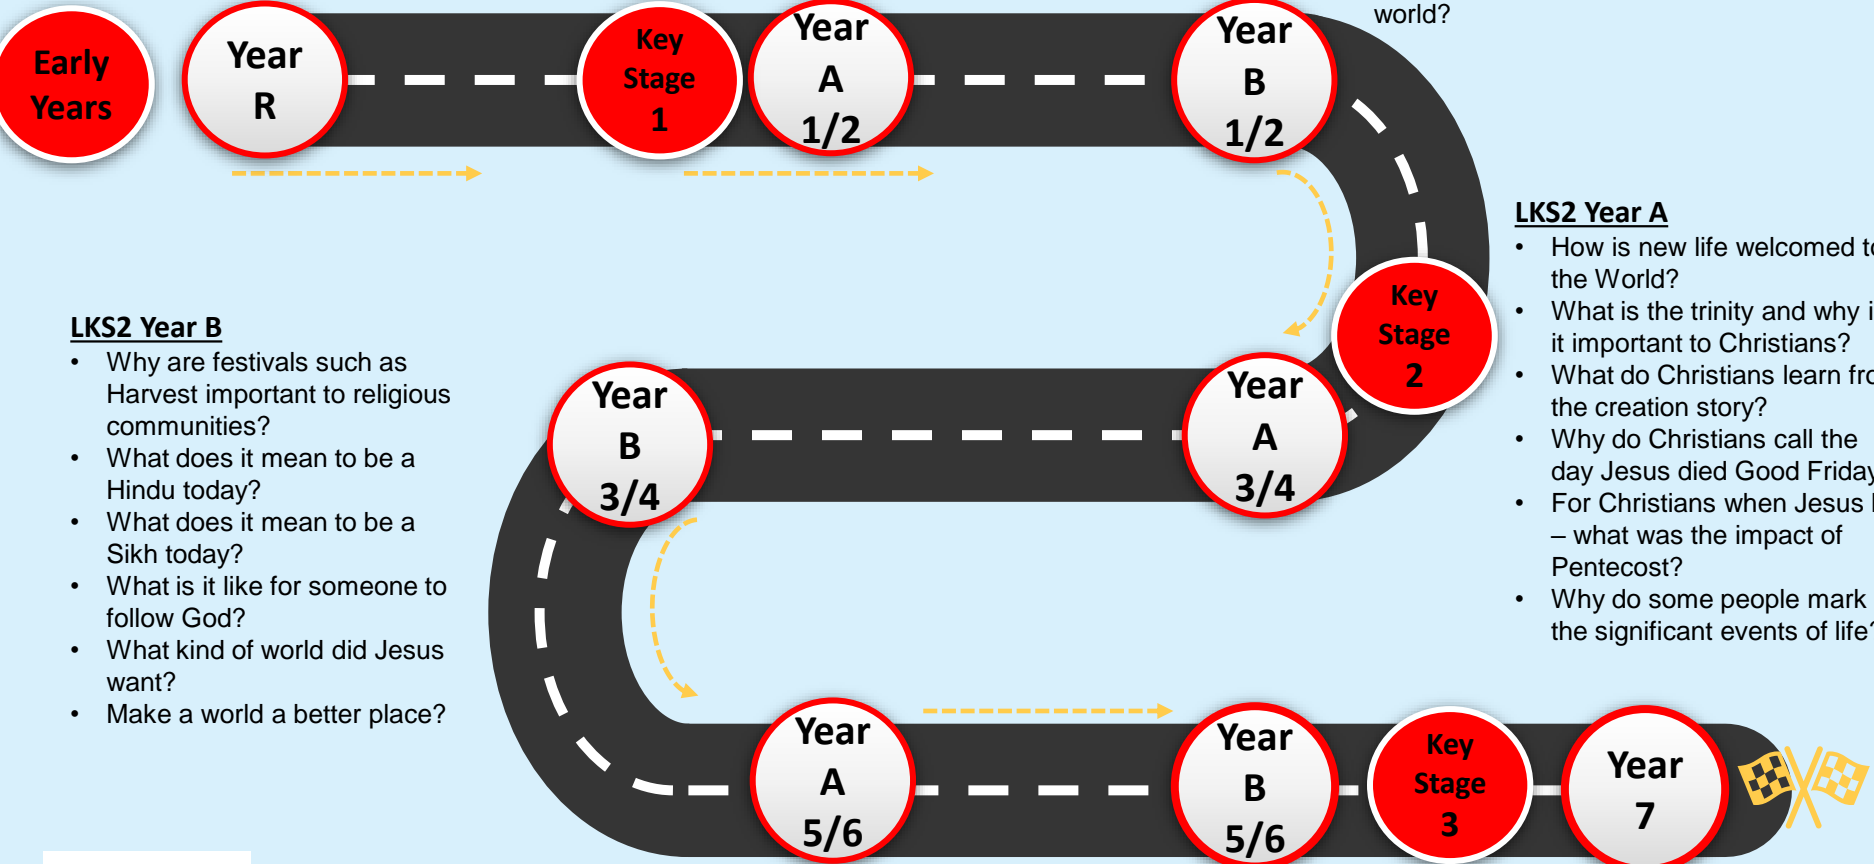 world?
Early
Years
Year
R
Key
Stage
1
Year
A
1/2
Year
B
1/2
LKS2 Year A
• How is new life welcomed to
the World?
• What is the trinity and why i
it important to Christians?
• What do Christians learn fro
the creation story?
• Why do Christians call the
day Jesus died Good Friday
• For Christians when Jesus
– what was the impact of
Pentecost?
• Why do some people mark
the significant events of life?
Key
Stage
2
LKS2 Year B
• Why are festivals such as
Harvest important to religious
communities?
• What does it mean to be a
Hindu today?
• What does it mean to be a
Sikh today?
• What is it like for someone to
follow God?
• What kind of world did Jesus
want?
• Make a world a better place?
Year
B
3/4
Year
A
3/4
Year
A
5/6
Year
B
5/6
Key
Stage
3
Year
7